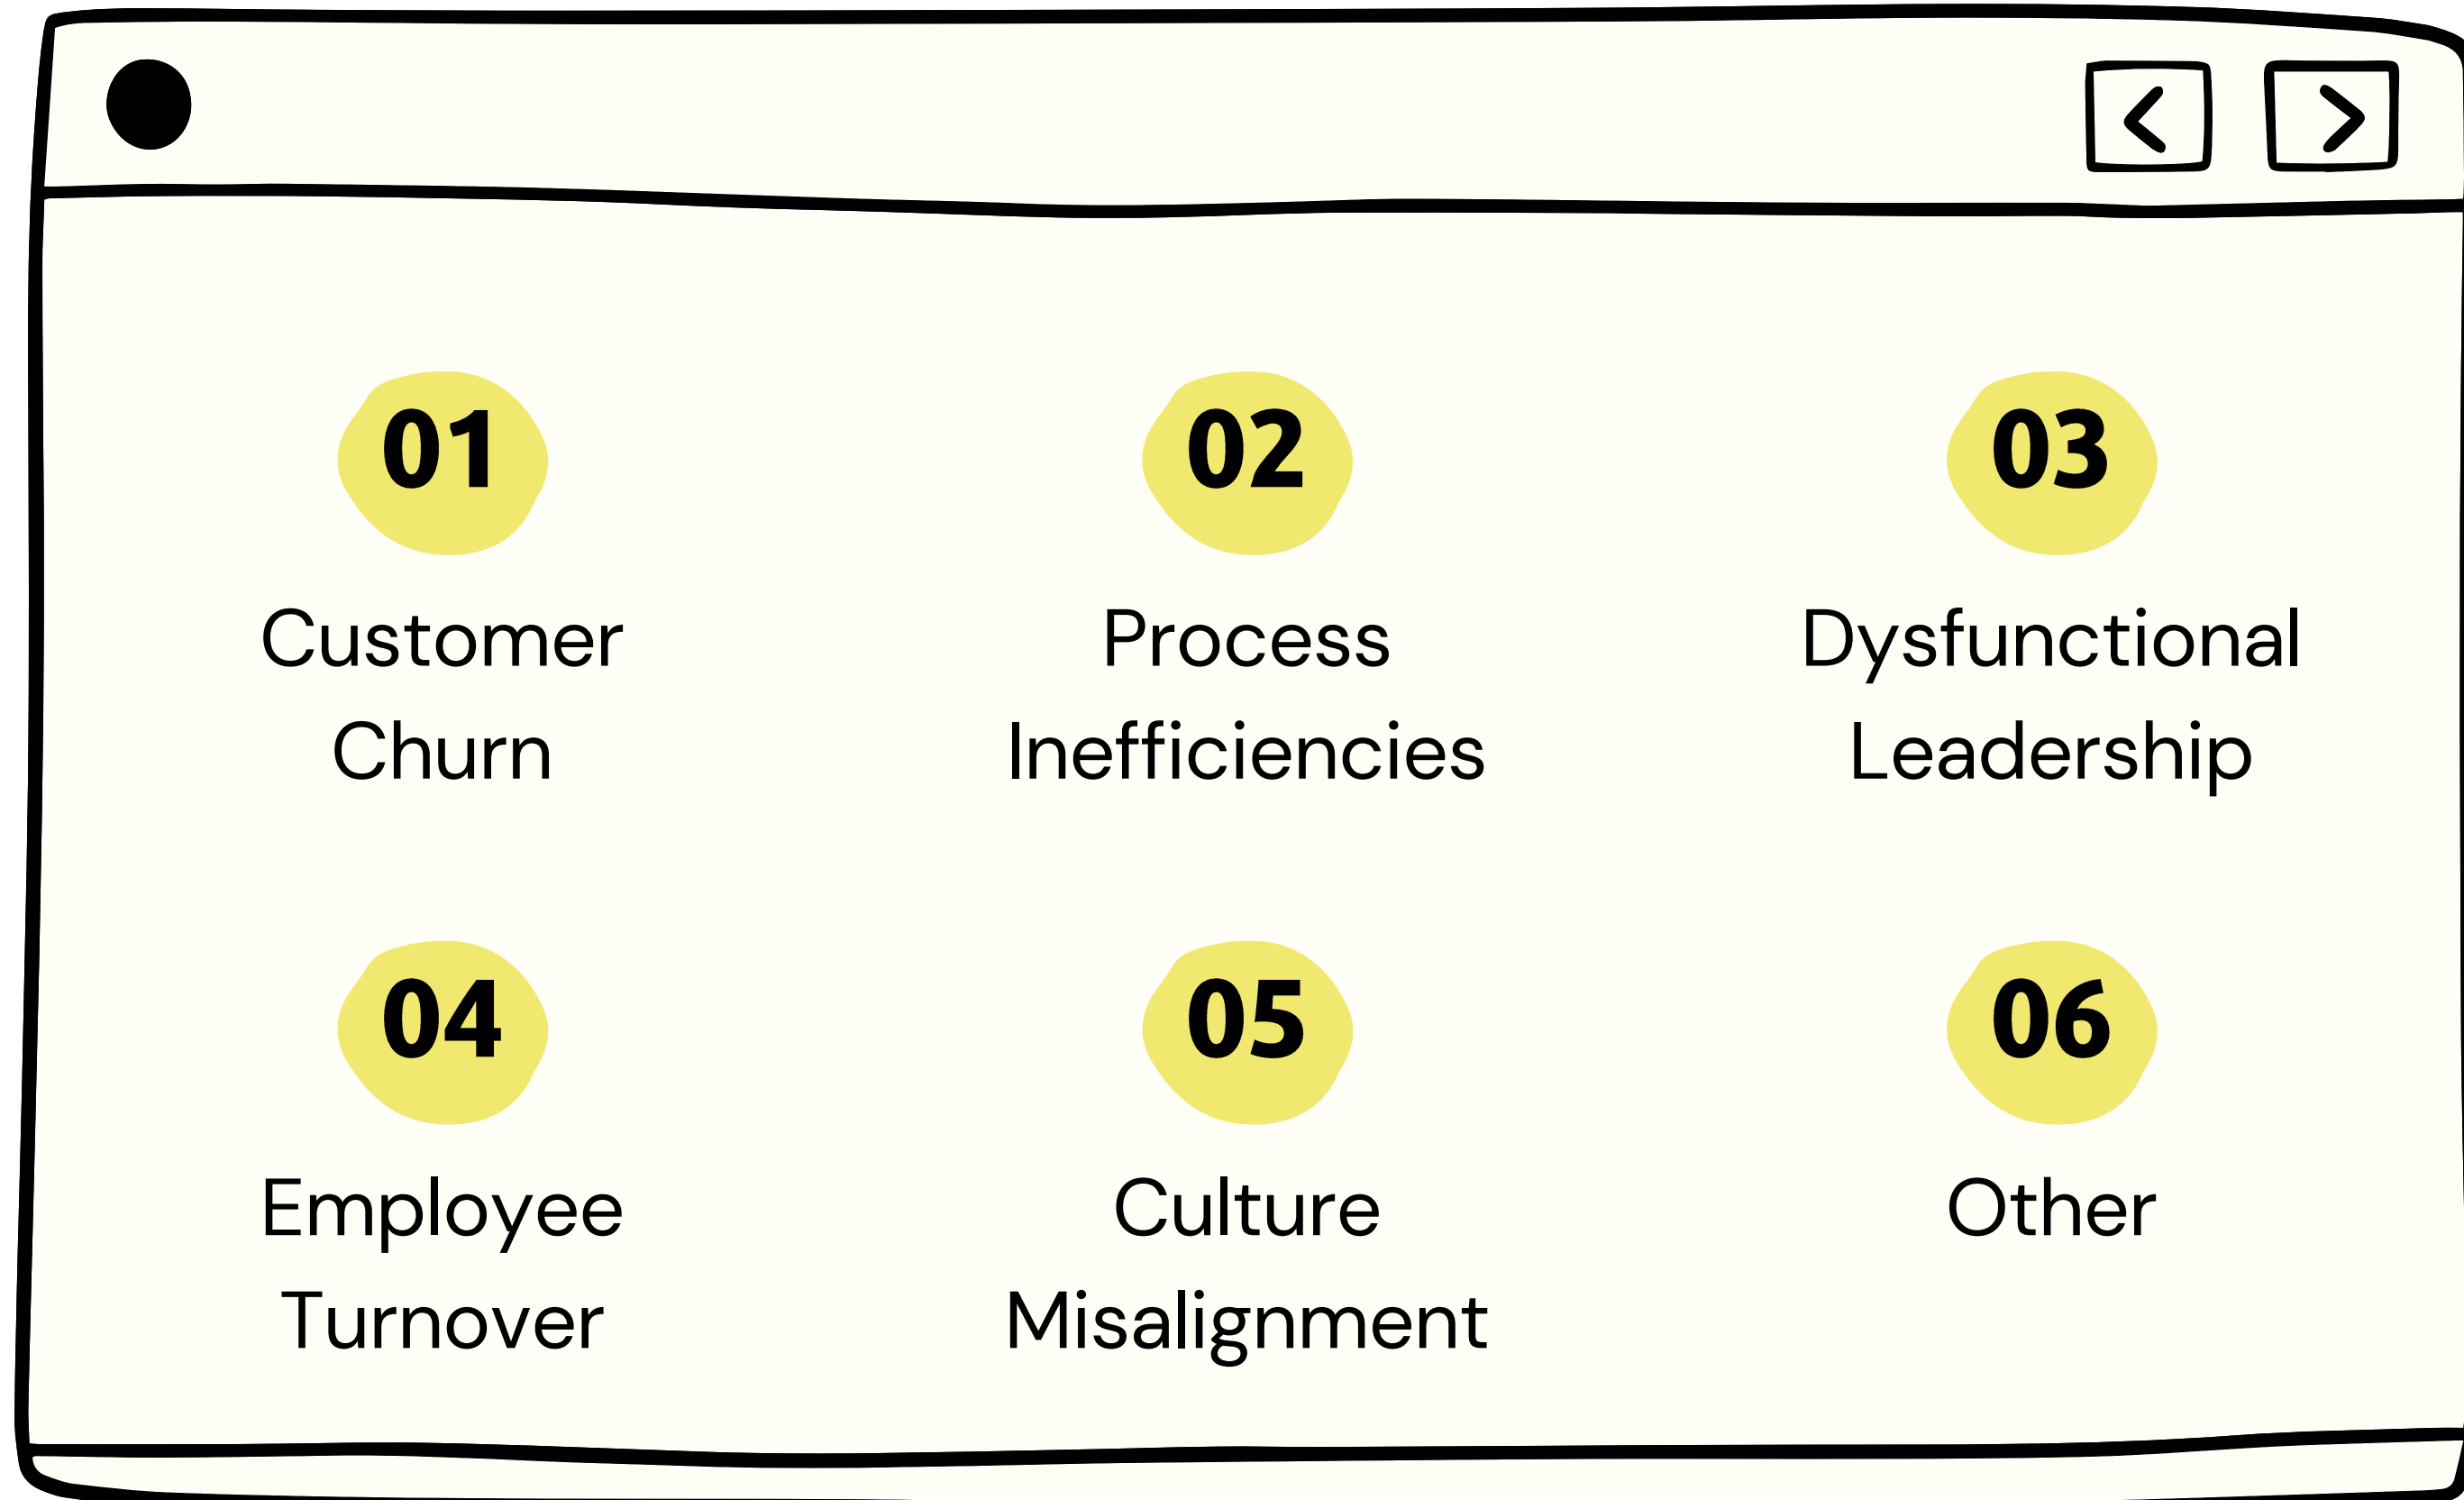 01
Customer
Churn
02
Process
Inefficiencies
03
Dysfunctional
Leadership
04
Employee
Turnover
05
Culture
Misalignment
06
Other